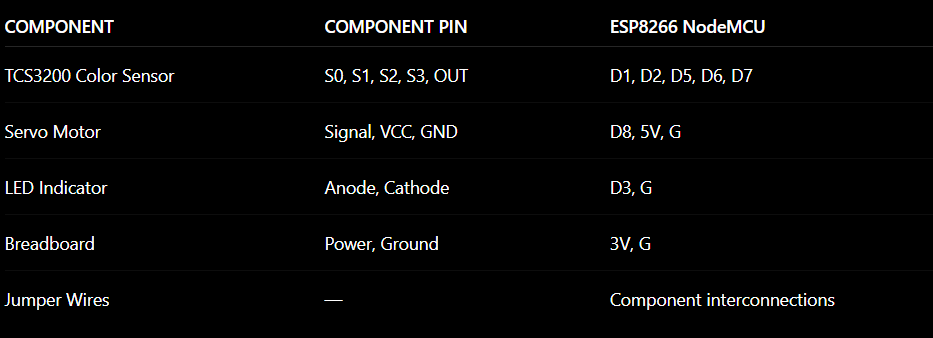 COMPONENT COMPONENT PIN ESP8266 NodeMCU
TCS3200 Color Sensor S0, S1, S2, S3, OUT D1, D2, D5, D6, D7
Servo Motor Signal, VCC, GND D8, 5V, G
LED Indicator Anode, Cathode D3, G
Breadboard Power, Ground 3V, G
Jumper Wires — Component interconnections